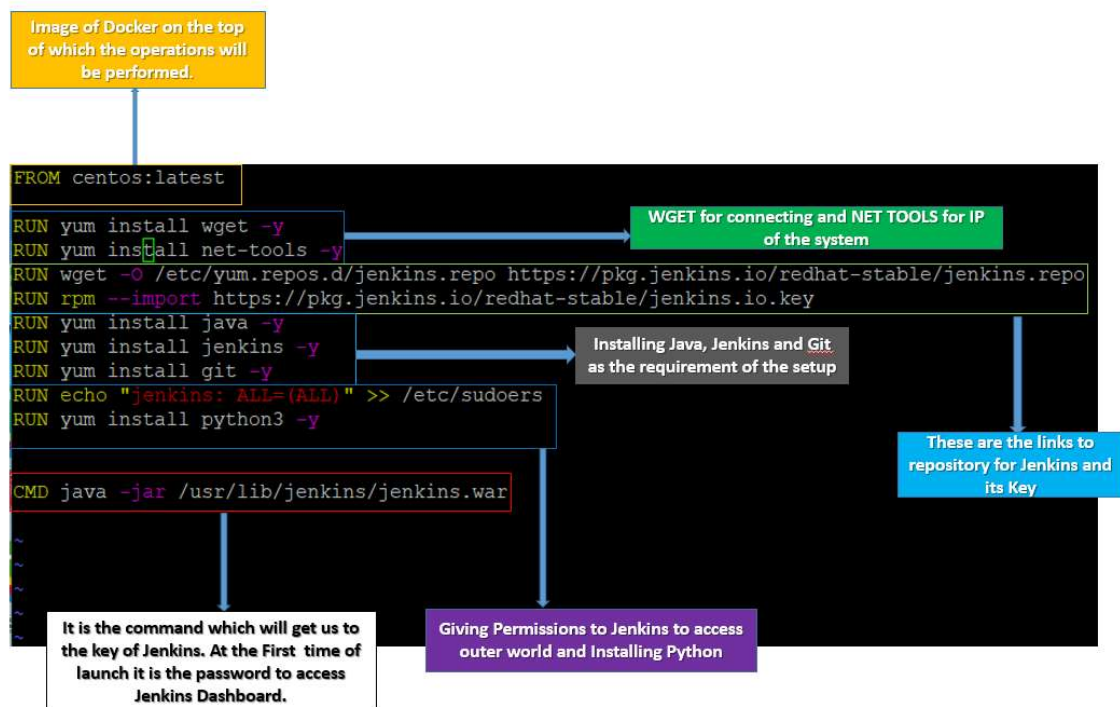 Image of Docker on the top
of which the operations will
be performed.
FROM centos:latest
RUN yum install wget -y
RUN yum install net-tools -y
WGET for connecting and NET TOOLS for IP
of the system
RUN wget -O /etc/yum.repos.d/jenkins.repo https://pkg.jenkins.io/redhat-stable/jenkins.repo
RUN rpm --import https://pkg.jenkins.io/redhat-stable/jenkins.io.key
RUN yum install java -y
RUN yum install jenkins -y
RUN yum install git -y
Installing Java, Jenkins and Git
as the requirement of the setup
RUN echo "jenkins: ALL=(ALL)" >> /etc/sudoers
RUN yum install python3 -y
These are the links to
repository for Jenkins and
its Key
CMD java -jar /usr/lib/jenkins/jenkins.war
~
~
~
~
~
It is the command which will get us to
the key of Jenkins. At the First time of
launch it is the password to access
Jenkins Dashboard.
Giving Permissions to Jenkins to access
outer world and Installing Python